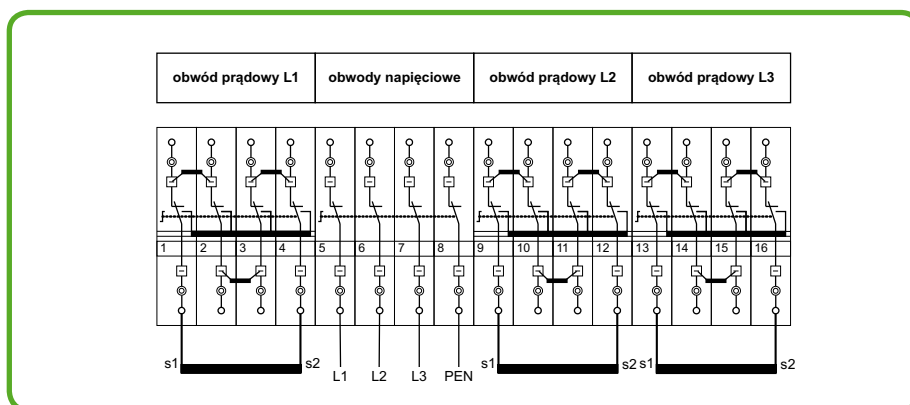 obwód prądowy L1 obwody napięciowe obwód prądowy L2 obwód prądowy L3
1 2 3 4 5 6 7 8 9 10 11 12 13 14 15 16
s1 s2 L1 L2 L3 PEN s1 s2 s1 s2